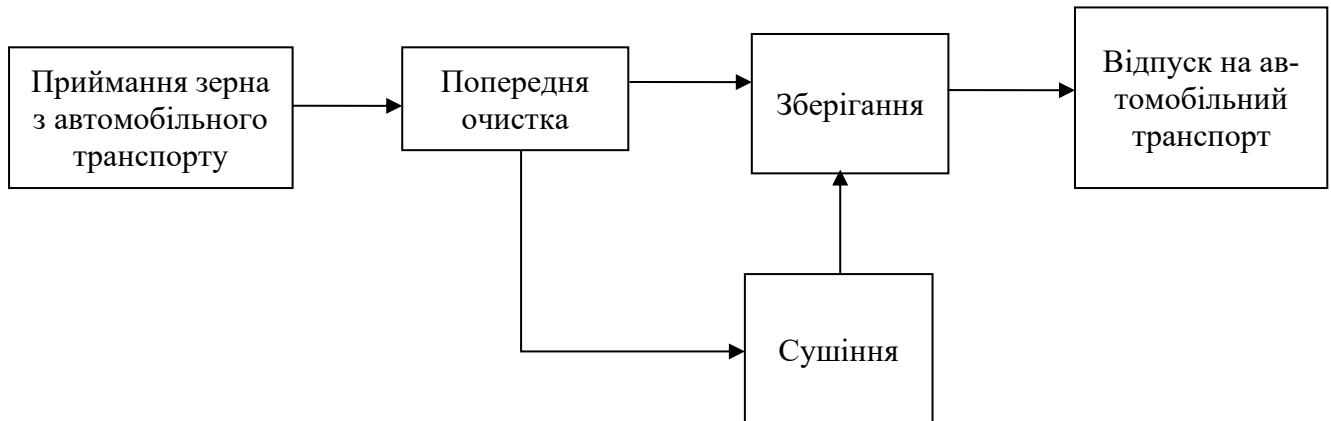 Приймання зерна
з автомобільного
транспорту
Попередня
очистка
Зберігання
Відпуск на ав-
томобільний
транспорт
Сушіння